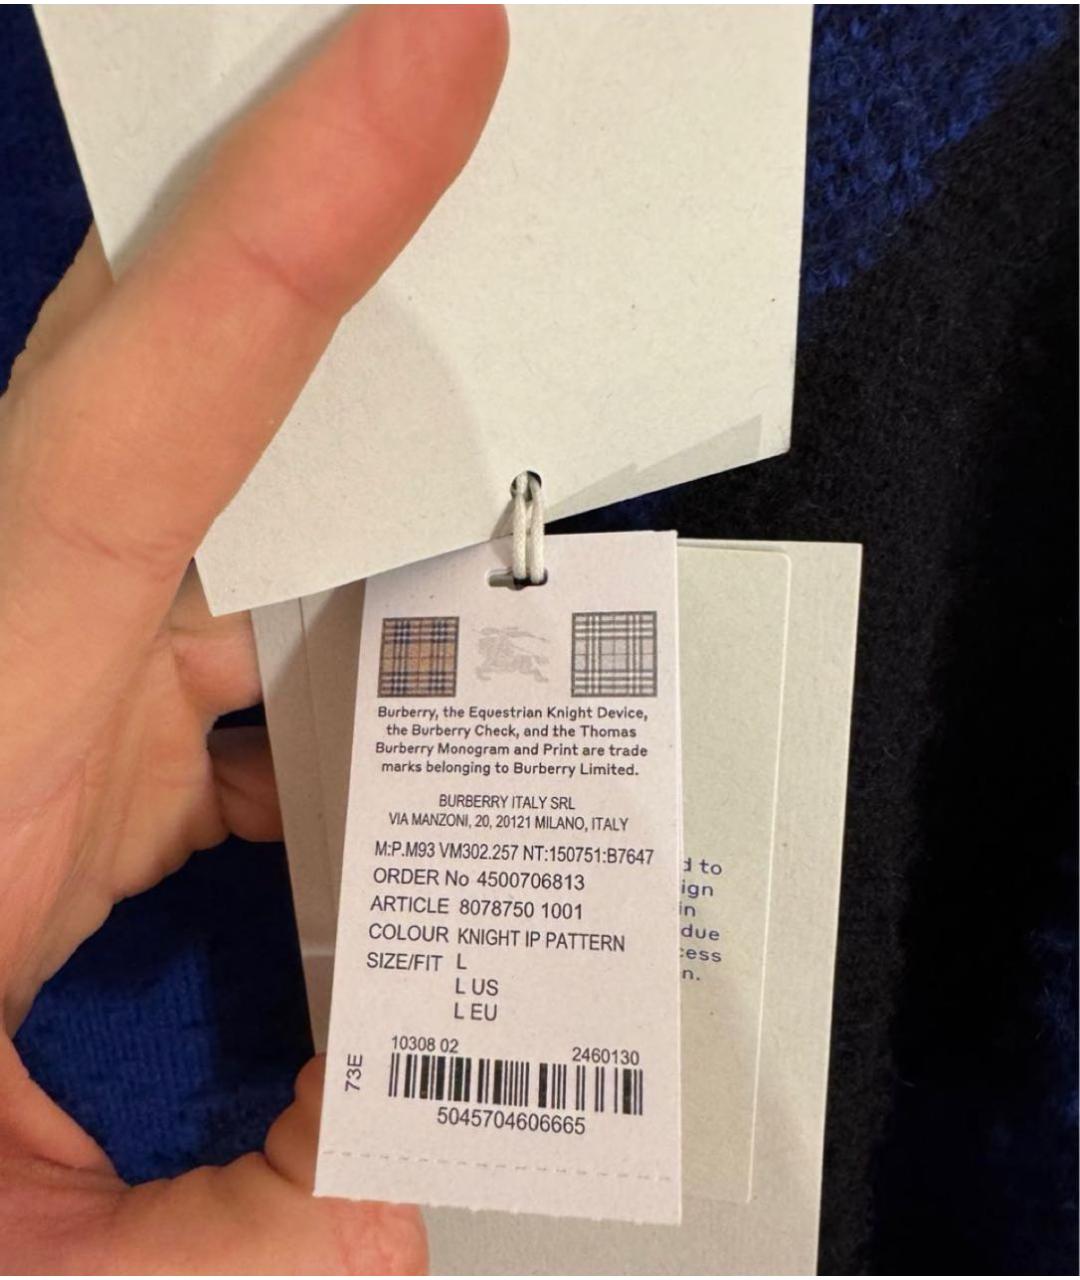 Burberry, the Equestrian Knight Device,
the Burberry Check, and the Thomas
Burberry Monogram and Print are trade
marks belonging to Burberry Limited.
BURBERRY ITALY SRL
VIA MANZONI, 20, 20121 MILANO, ITALY
M:P.M93 VM302.257 NT:150751:B7647
ORDER No 4500706813
ARTICLE 8078750 1001
COLOUR KNIGHT IP PATTERN
SIZE/FIT L
L US
L EU
10308 02 2460130
73E
5045704606665
d to
ign
in
due
cess
n.